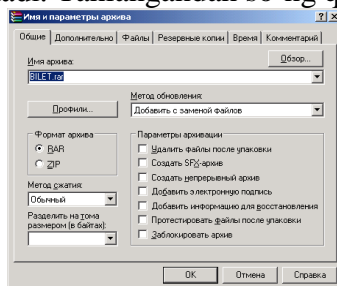 Имя и параметры архива
Общие Дополнительно Файлы Резервные копии Время Комментарий
Имя архива:
Обзор...
BILET.rar
Профили...
Метод обновления:
Добавить с заменой файлов
Формат архива
RAR
ZIP
Метод сжатия:
Обычный
Разделить на тома
размером (в байтах):
Параметры архивации
Удалить файлы после упаковки
Создать SFX-архив
Создать непрерывный архив
Добавить электронную подпись
Добавить информацию для восстановления
Протестировать файлы после упаковки
Заблокировать архив
OK Отмена Справка